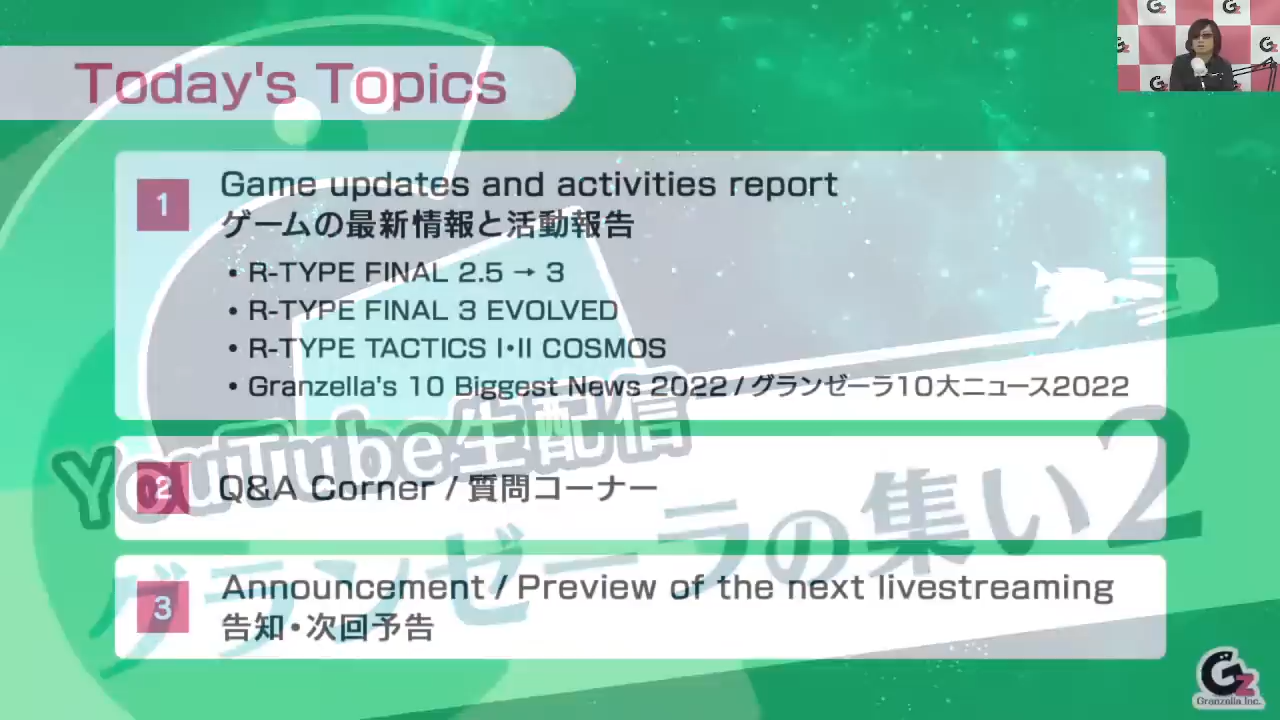 Today's Topics
1
Game updates and activities report
ゲームの最新情報と活動報告
• R-TYPE FINAL 2.5 → 3
• R-TYPE FINAL 3 EVOLVED
• R-TYPE TACTICS I•II COSMOS
• Granzella's 10 Biggest News 2022 / グランゼーラ10大ニュース2022
YouTube生配信
2
Q&A Corner / 質問コーナー
グランゼーラの集い2
3
Announcement / Preview of the next livestreaming
告知・次回予告
Gz
Granzella Inc.